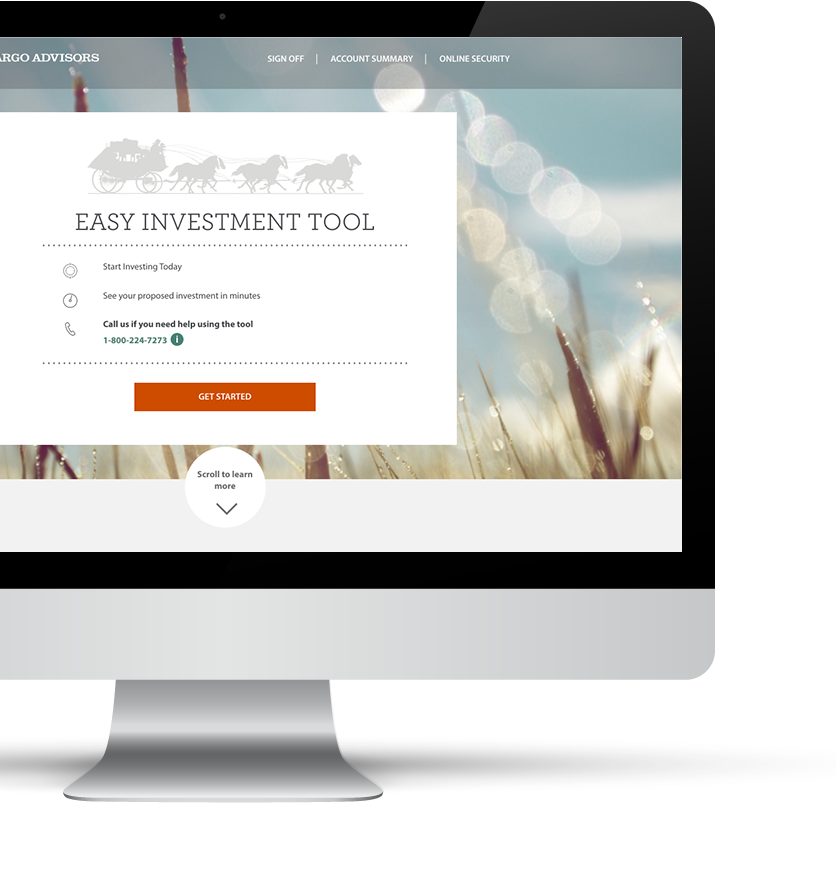 ARGO ADVISORS
SIGN OFF | ACCOUNT SUMMARY | ONLINE SECURITY
EASY INVESTMENT TOOL
Start Investing Today
See your proposed investment in minutes
Call us if you need help using the tool
1-800-224-7273 i
GET STARTED
Scroll to learn
more